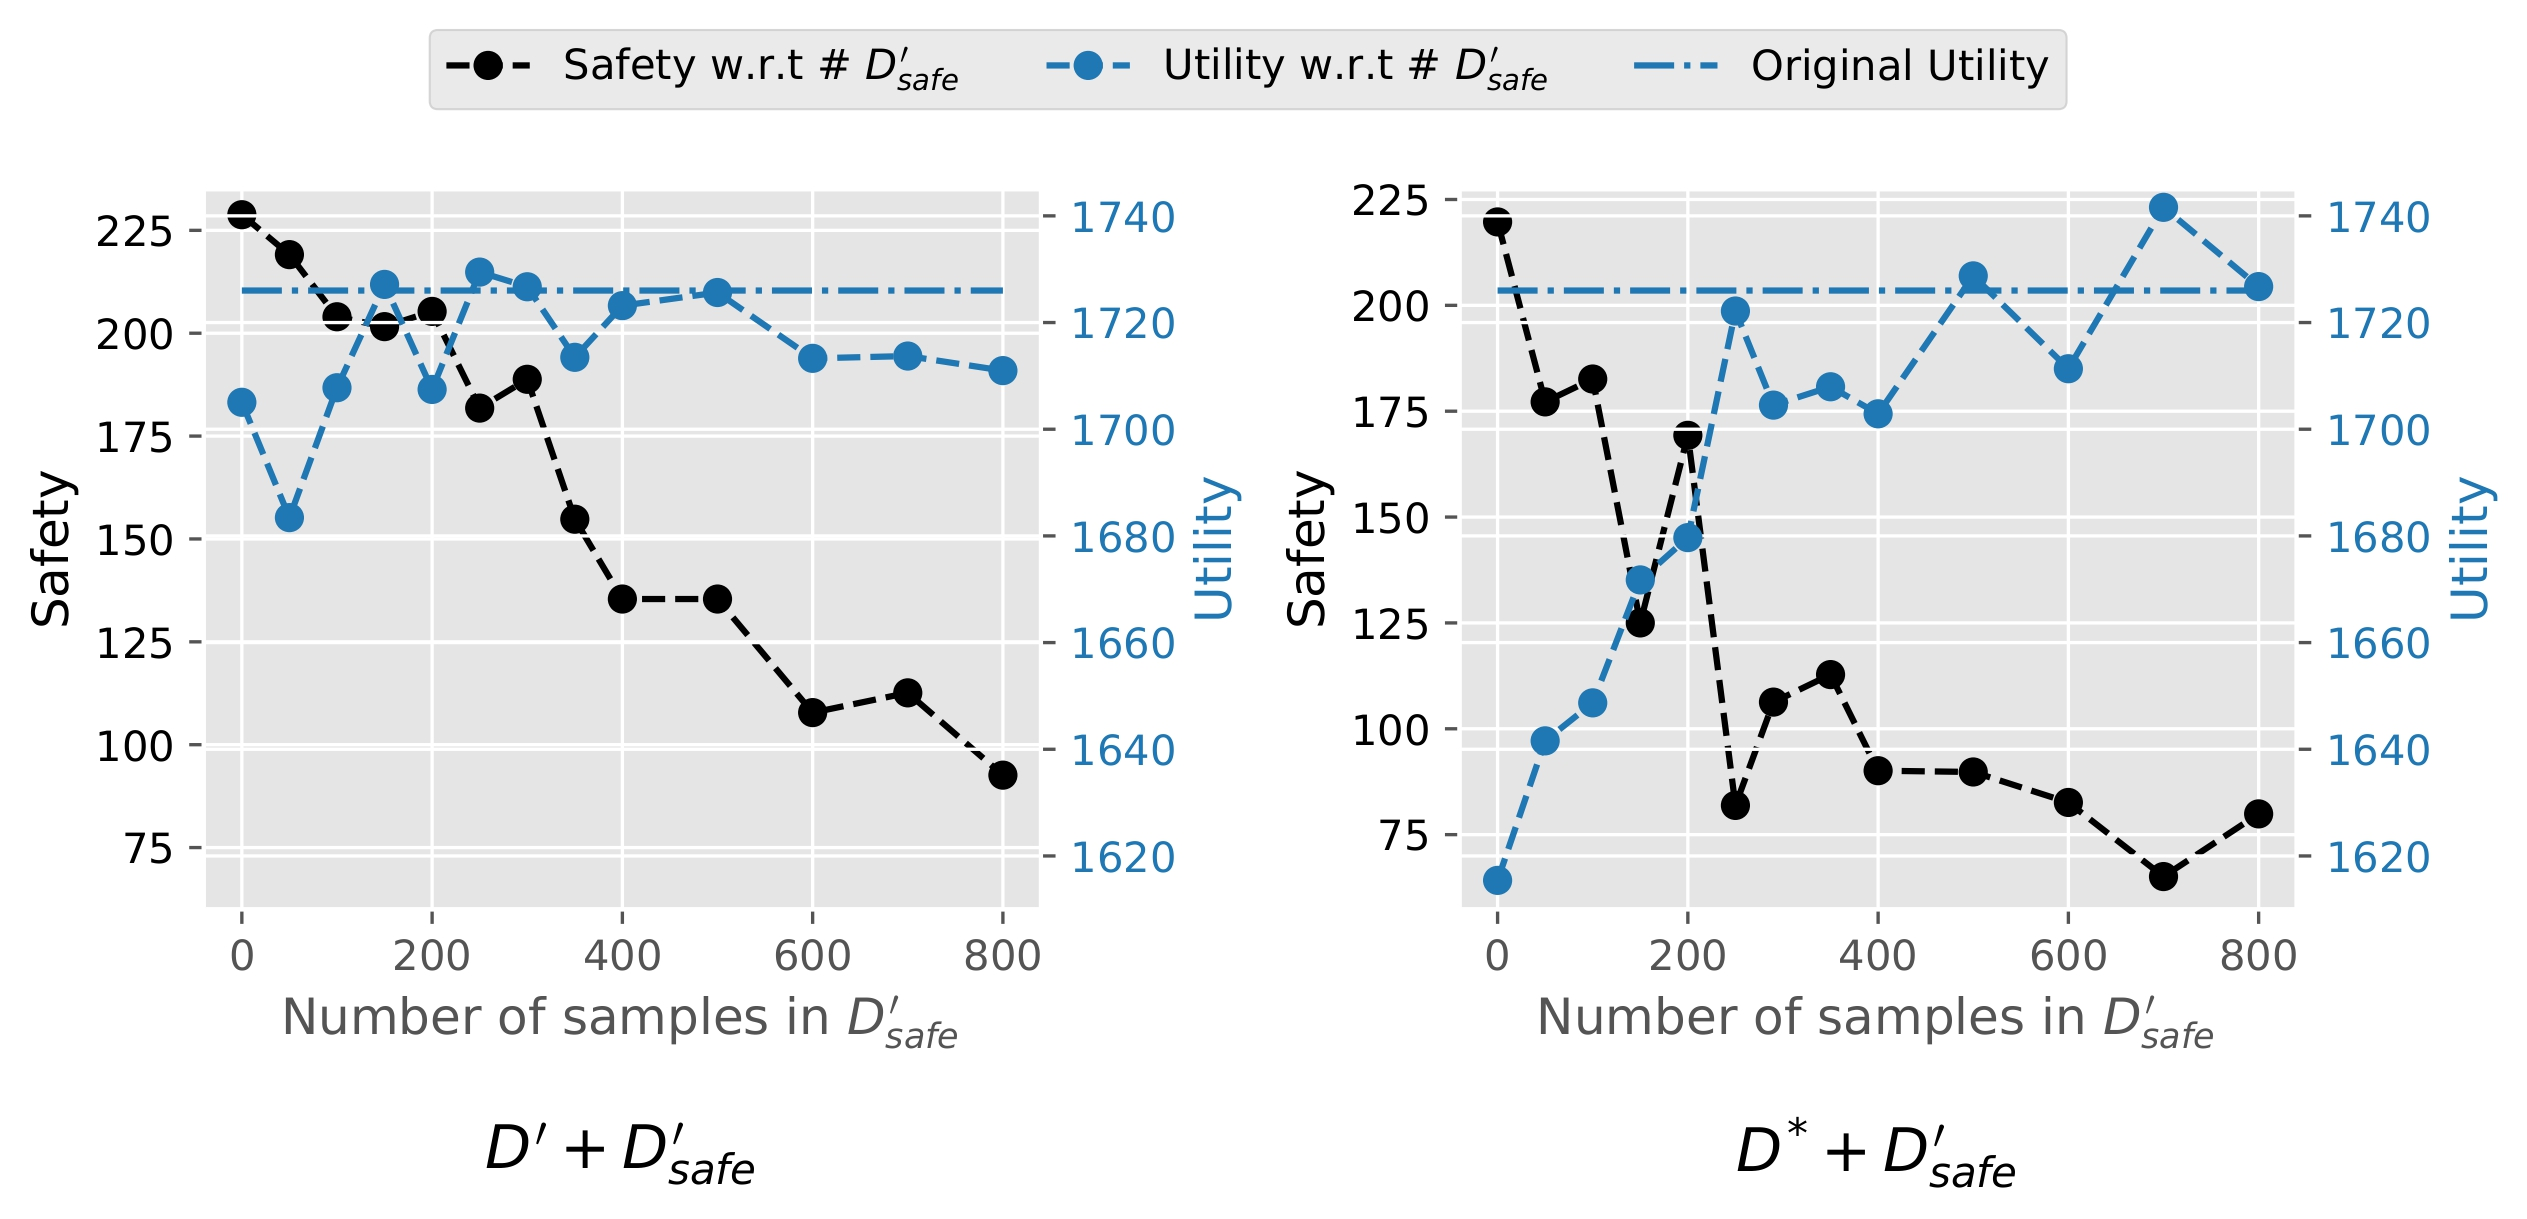 Safety w.r.t # D′safe Utility w.r.t # D′safe Original Utility
225
200
175
150
125
100
75
Safety
1740
1720
1700
1680
1660
1640
1620
Utility
0 200 400 600 800
Number of samples in D′safe
D′ + D′safe
225
200
175
150
125
100
75
Safety
1740
1720
1700
1680
1660
1640
1620
Utility
0 200 400 600 800
Number of samples in D′safe
D* + D′safe